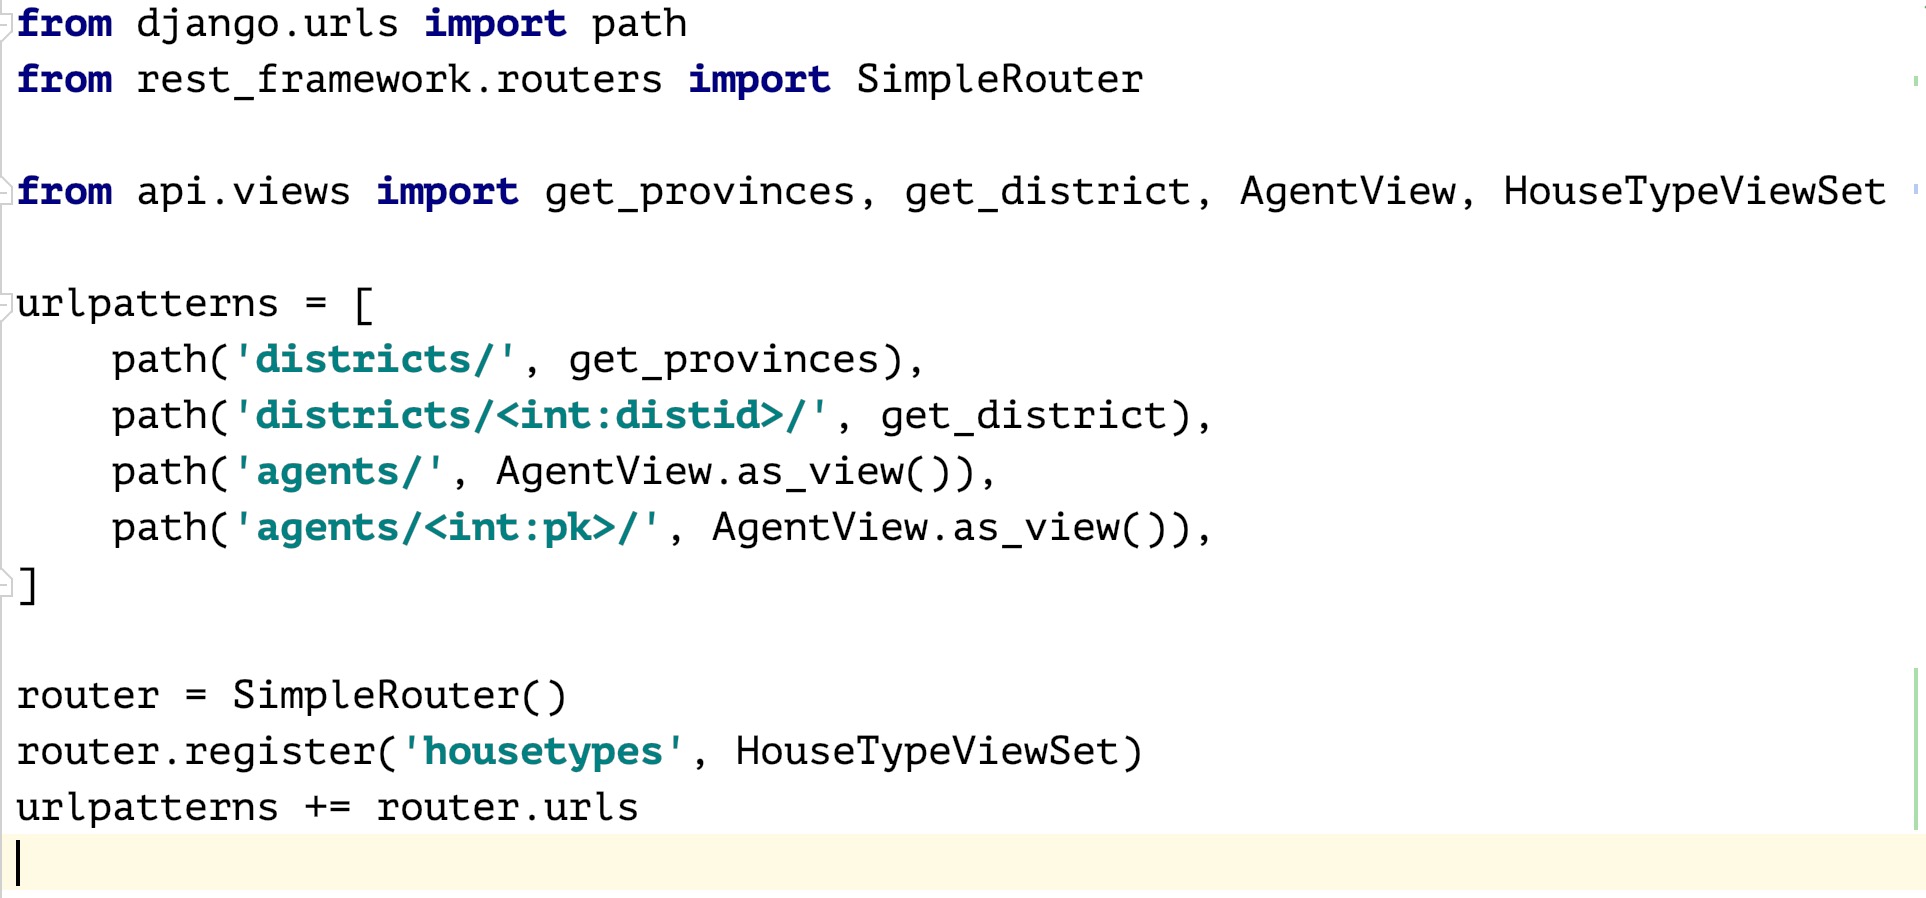 from django.urls import path
from rest_framework.routers import SimpleRouter
from api.views import get_provinces, get_district, AgentView, HouseTypeViewSet
urlpatterns = [
    path('districts/', get_provinces),
    path('districts/<int:distid>/', get_district),
    path('agents/', AgentView.as_view()),
    path('agents/<int:pk>/', AgentView.as_view()),
]
router = SimpleRouter()
router.register('housetypes', HouseTypeViewSet)
urlpatterns += router.urls